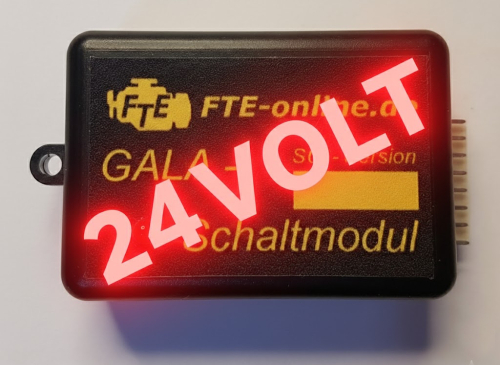 FTE FTE-online.de
GALA -
Version
Schaltmodul
24VOLT